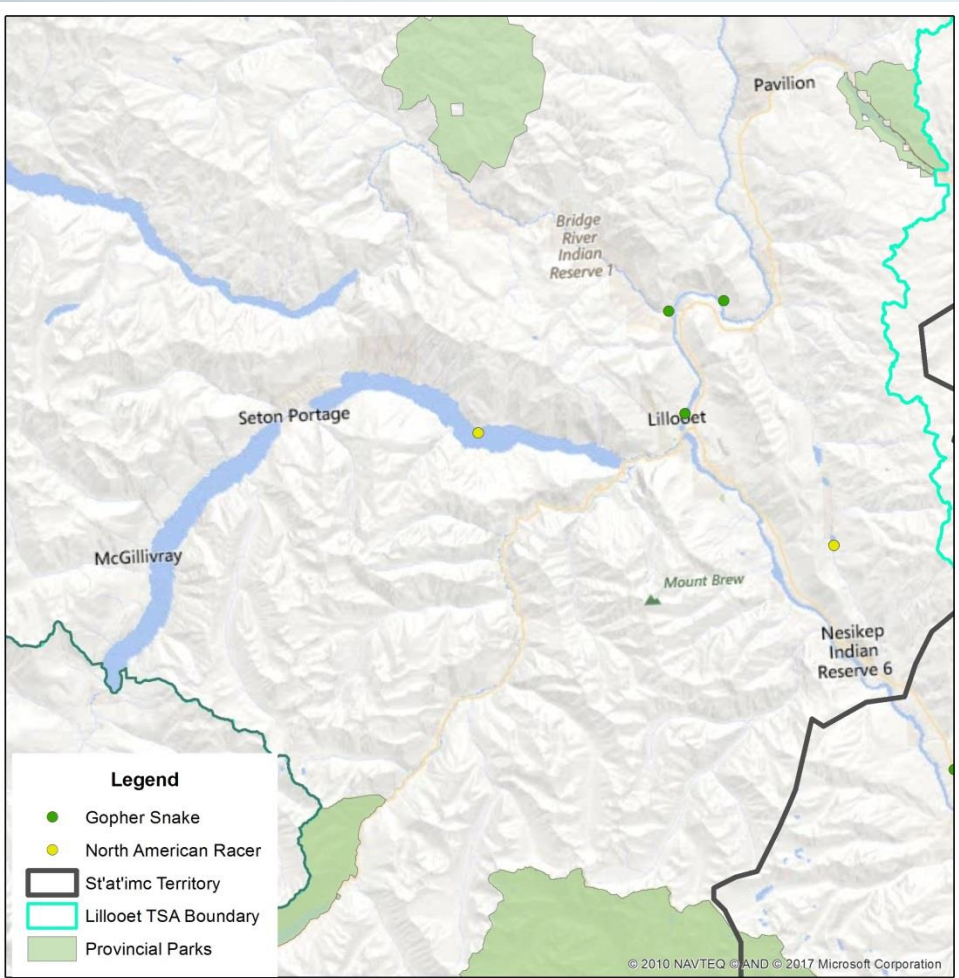 Pavilion
Bridge
River
Indian
Reserve 1
Seton Portage
Lillooet
McGillivray
Mount Brew
Nesikep
Indian
Reserve 6
Legend
Gopher Snake
North American Racer
St'at'imc Territory
Lillooet TSA Boundary
Provincial Parks
© 2010 NAVTEQ © AND © 2017 Microsoft Corporation